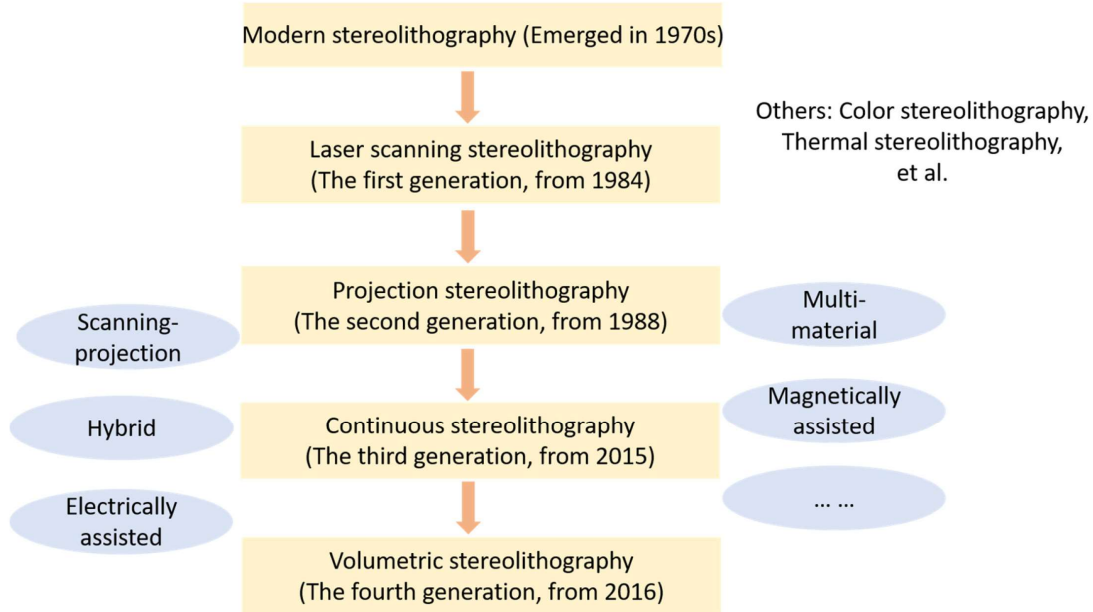 Modern stereolithography (Emerged in 1970s)
Laser scanning stereolithography
(The first generation, from 1984)
Others: Color stereolithography,
Thermal stereolithography,
et al.
Projection stereolithography
(The second generation, from 1988)
Scanning-
projection
Multi-
material
Hybrid
Continuous stereolithography
(The third generation, from 2015)
Magnetically
assisted
Electrically
assisted
... ...
Volumetric stereolithography
(The fourth generation, from 2016)